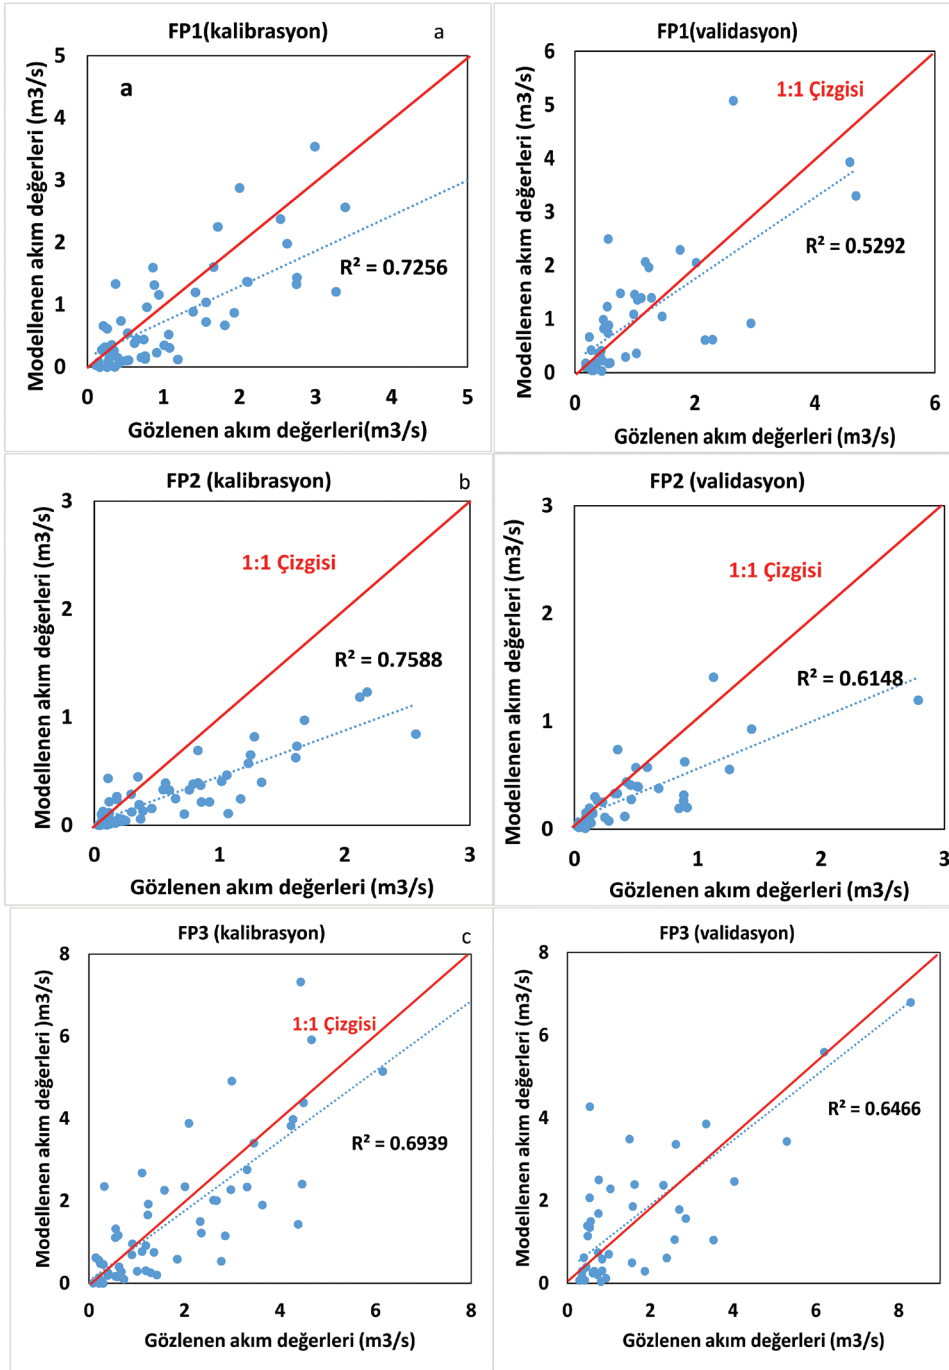 FP1(kalibrasyon) a
a
5
4
3
2
1
0
0 1 2 3 4 5
R² = 0.7256
Modellenen akım değerleri (m3/s)
Gözlenen akım değerleri(m3/s)
FP1(validasyon)
1:1 Çizgisi
6
5
4
3
2
1
0
0 2 4 6
R² = 0.5292
Modellenen akım değerleri (m3/s)
Gözlenen akım değerleri (m3/s)
FP2 (kalibrasyon) b
3
2
1
0
0 1 2 3
1:1 Çizgisi
R² = 0.7588
Modellenen akım değerleri (m3/s)
Gözlenen akım değerleri (m3/s)
FP2 (validasyon)
3
2
1
0
0 1 2 3
1:1 Çizgisi
R² = 0.6148
Modellenen akım değerleri (m3/s)
Gözlenen akım değerleri (m3/s)
FP3 (kalibrasyon) c
8
6
4
2
0
0 2 4 6 8
1:1 Çizgisi
R² = 0.6939
Modellenen akım değerleri )m3/s)
Gözlenen akım değerleri (m3/s)
FP3 (validasyon)
8
6
4
2
0
0 2 4 6 8
R² = 0.6466
Modellenen akım değerleri (m3/s)
Gözlenen akım değerleri (m3/s)